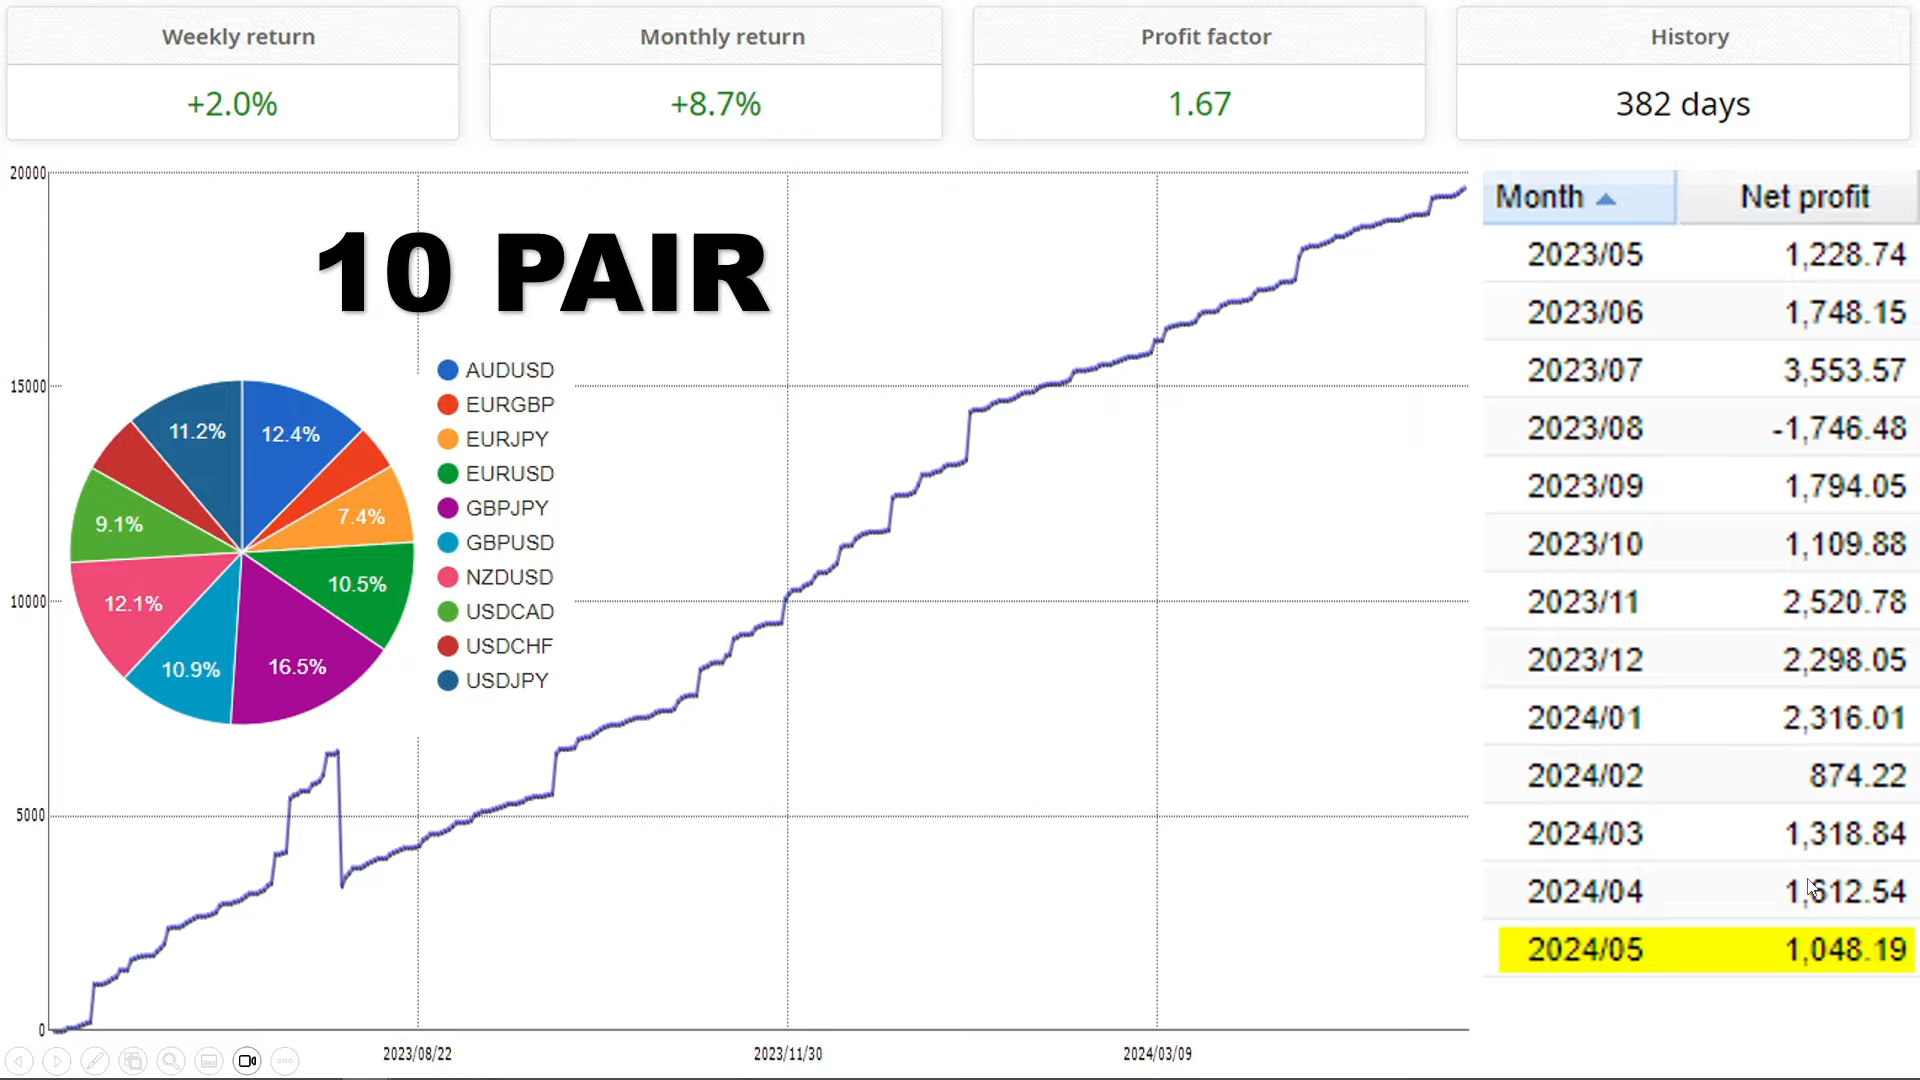 Weekly return
+2.0%
Monthly return
+8.7%
Profit factor
1.67
History
382 days
10 PAIR
20000
15000
10000
5000
0
2023/08/22
2023/11/30
2024/03/09
11.2%
12.4%
7.4%
10.5%
16.5%
10.9%
12.1%
9.1%
AUDUSD
EURGBP
EURJPY
EURUSD
GBPJPY
GBPUSD
NZDUSD
USDCAD
USDCHF
USDJPY
Month Net profit
2023/05 1,228.74
2023/06 1,748.15
2023/07 3,553.57
2023/08 -1,746.48
2023/09 1,794.05
2023/10 1,109.88
2023/11 2,520.78
2023/12 2,298.05
2024/01 2,316.01
2024/02 874.22
2024/03 1,318.84
2024/04 1,612.54
2024/05 1,048.19